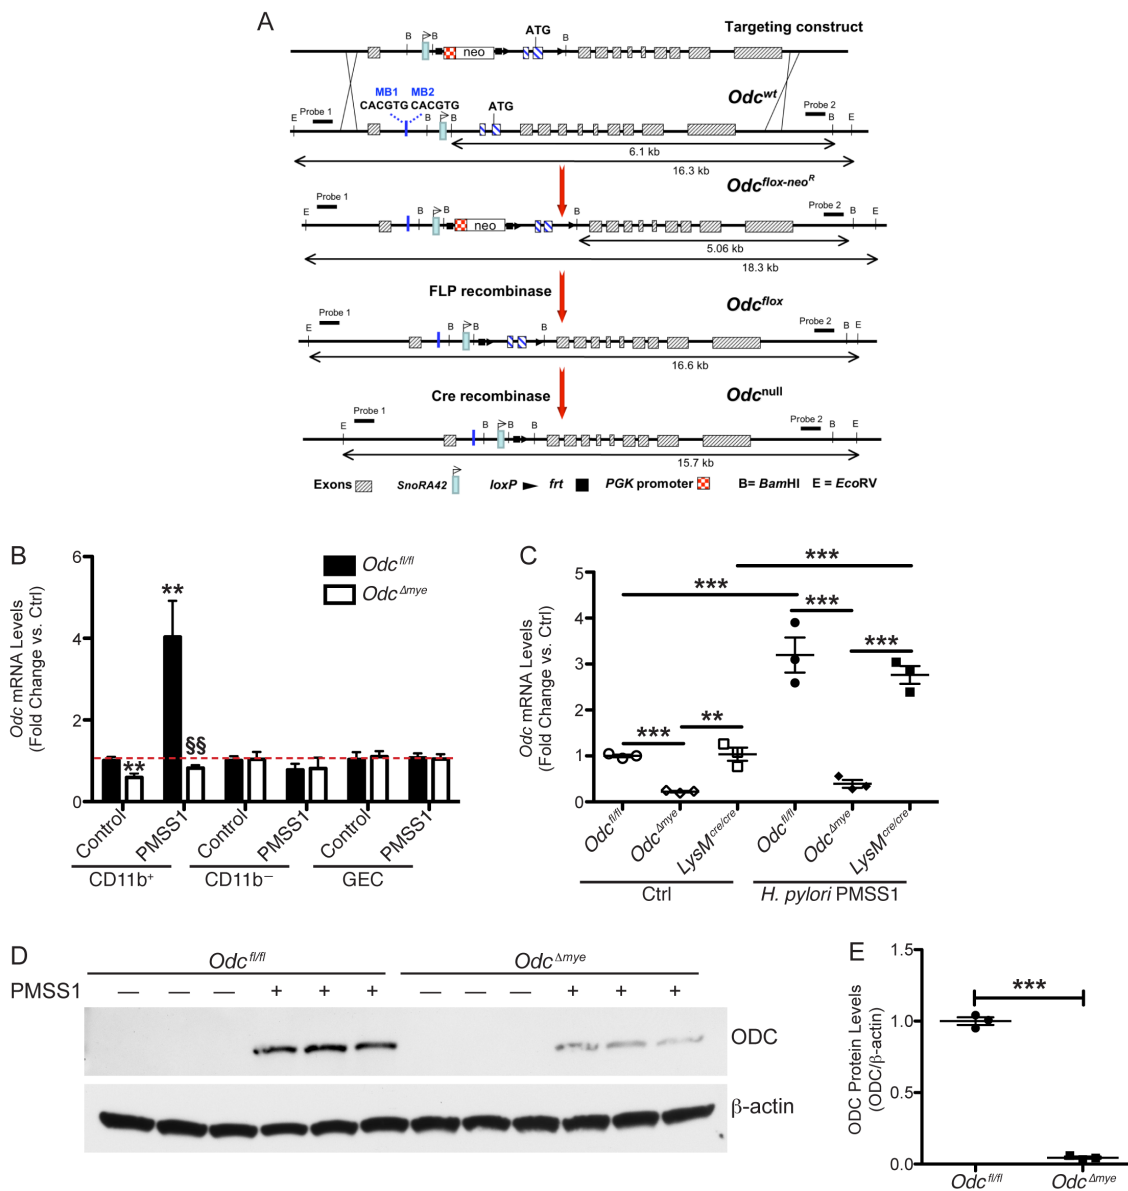 A
Targeting construct
ATG
B B B
neo
Odc^wt
MB1 MB2
CACGTG CACGTG
ATG
Probe 1 Probe 2
E B B B E
6.1 kb
16.3 kb
Odc^flox-neo^R
Probe 1 Probe 2
E B B B B E
neo
5.06 kb
18.3 kb
FLP recombinase
Odc^flox
Probe 1 Probe 2
E B B B B E
16.6 kb
Cre recombinase
Odc^null
Probe 1 Probe 2
E B B B B E
15.7 kb
Exons SnoRA42 loxP frt PGK promoter B= BamHI E = EcoRV
B
Odc mRNA Levels
(Fold Change vs. Ctrl)
6
4
2
0
Odc^fl/fl
Odc^Δmye
**
**
§§
Control PMSS1 Control PMSS1 Control PMSS1
CD11b+ CD11b– GEC
C
Odc mRNA Levels
(Fold Change vs. Ctrl)
5
4
3
2
1
0
***
***
***
***
***
**
Odc^fl/fl Odc^Δmye LysM^cre/cre Odc^fl/fl Odc^Δmye LysM^cre/cre
Ctrl H. pylori PMSS1
D
Odc^fl/fl Odc^Δmye
PMSS1 — — — + + + — — — + + +
ODC
β-actin
E
ODC Protein Levels
(ODC/β-actin)
1.5
1.0
0.5
0.0
***
Odc^fl/fl Odc^Δmye